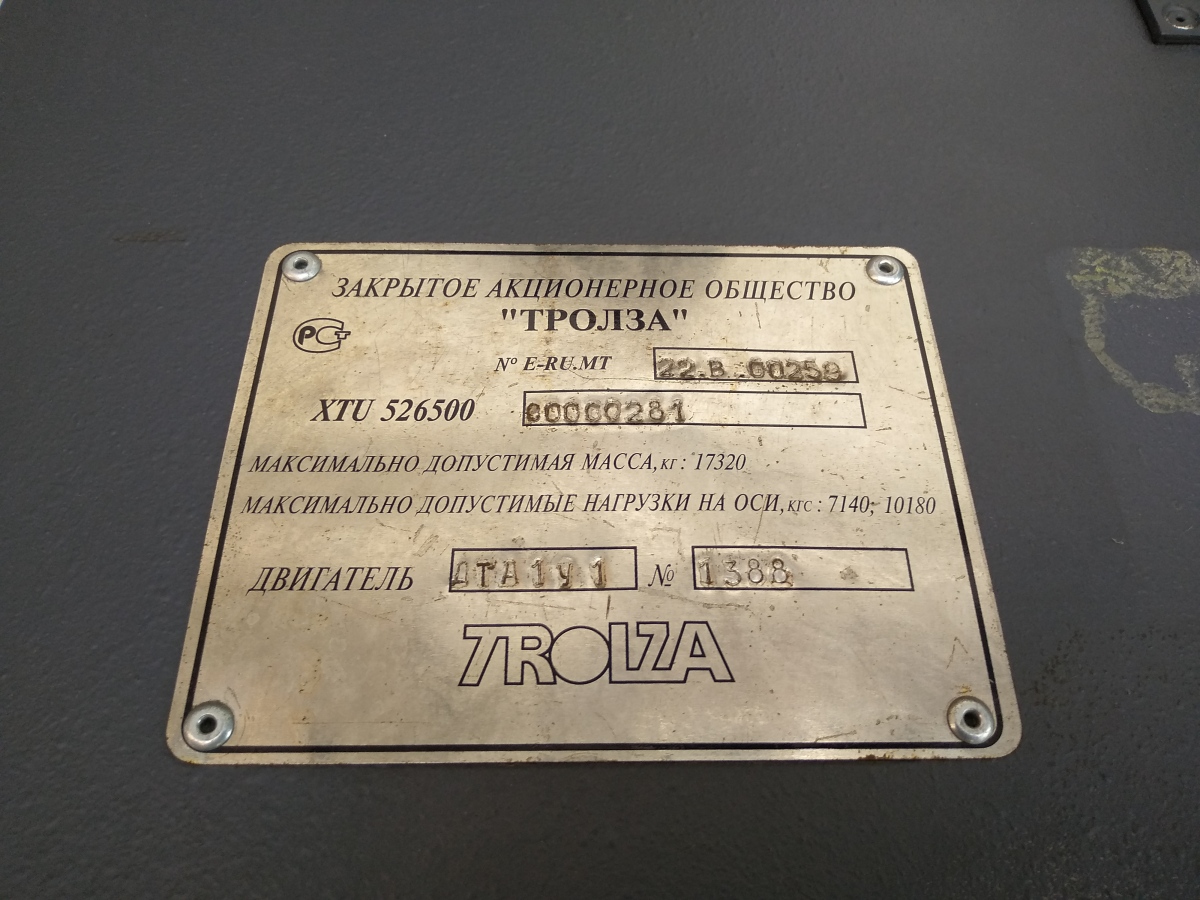 ЗАКРЫТОЕ АКЦИОНЕРНОЕ ОБЩЕСТВО
"ТРОЛЗА"
РСТ
№ E-RU.MT 22.В.00259
XTU 526500 00000281
МАКСИМАЛЬНО ДОПУСТИМАЯ МАССА, кг: 17320
МАКСИМАЛЬНО ДОПУСТИМЫЕ НАГРУЗКИ НА ОСИ, кгс: 7140; 10180
ДВИГАТЕЛЬ ДТА1У1 № 1388
TROLZA